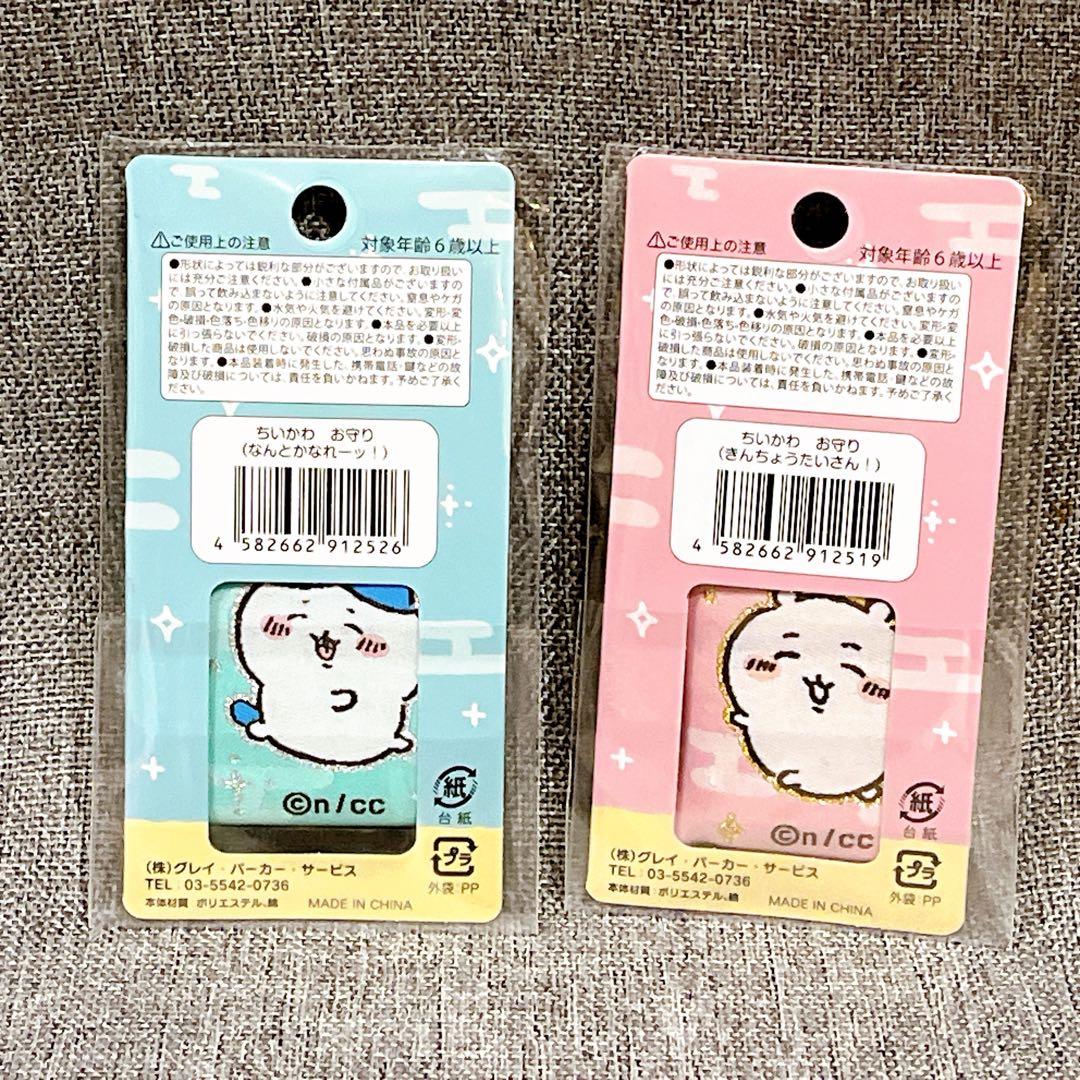 ⚠ご使用上の注意
対象年齢6歳以上
●形状によっては鋭利な部分がございますので、お取り扱い
には充分ご注意ください。●小さな付属品がございますの
で、誤って飲み込まないように注意してください。窒息やケガ
の原因となります。●水気や火気を避けてください。変形・変
色・破損・色落ち・色移りの原因となります。●本品を必要以上
に引っ張らないでください。破損の原因となります。●変形・
破損した商品は使用しないでください。思わぬ事故の原因と
なります。●本品装着時に発生した、携帯電話・鍵などの故
障及び破損については、責任を負いかねます。予めご了承く
ださい。
ちいかわ お守り
(なんとかなれーッ!)
4 582662 912526
©n/cc
紙
台紙
プラ
外袋:PP
(株)グレイ・パーカー・サービス
TEL:03-5542-0736
本体材質 ポリエステル、綿
MADE IN CHINA
⚠ご使用上の注意
対象年齢6歳以上
●形状によっては鋭利な部分がございますので、お取り扱い
には充分ご注意ください。●小さな付属品がございますの
で、誤って飲み込まないように注意してください。窒息やケガ
の原因となります。●水気や火気を避けてください。変形・変
色・破損・色落ち・色移りの原因となります。●本品を必要以上
に引っ張らないでください。破損の原因となります。●変形・
破損した商品は使用しないでください。思わぬ事故の原因と
なります。●本品装着時に発生した、携帯電話・鍵などの故
障及び破損については、責任を負いかねます。予めご了承く
ださい。
ちいかわ お守り
(きんちょうたいさん!)
4 582662 912519
©n/cc
紙
台紙
プラ
外袋:PP
(株)グレイ・パーカー・サービス
TEL:03-5542-0736
本体材質 ポリエステル、綿
MADE IN CHINA